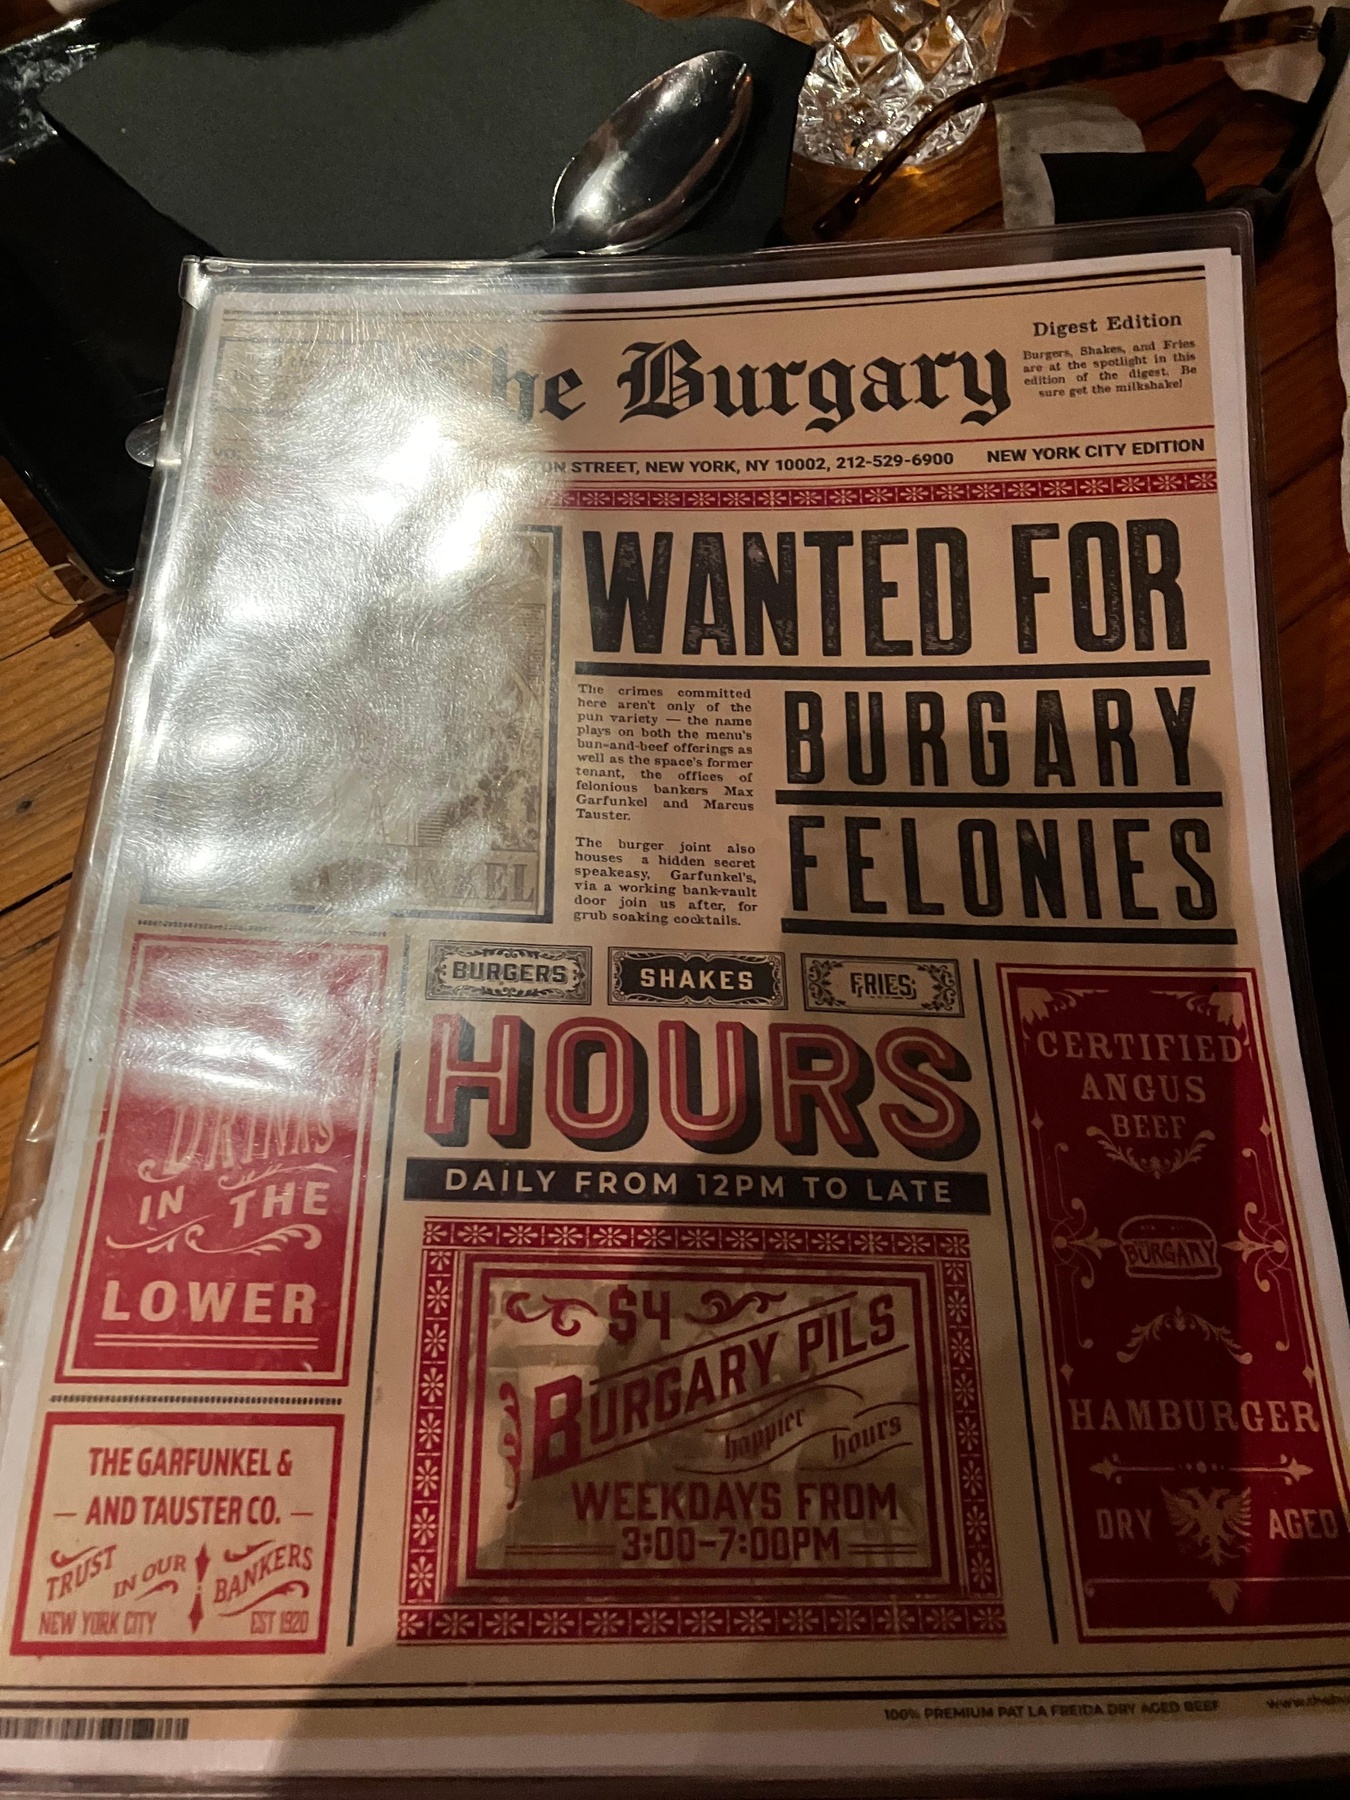 he Burgary
Digest Edition
Burgers, Shakes, and Fries
are at the spotlight in this
edition of the digest. Be
sure get the milkshake!
STREET, NEW YORK, NY 10002, 212-529-6900
NEW YORK CITY EDITION
WANTED FOR
BURGARY
FELONIES
The crimes committed
here aren't only of the
pun variety — the name
plays on both the menu's
bun-and-beef offerings as
well as the space's former
tenant, the offices of
felonious bankers Max
Garfunkel and Marcus
Tauster.
The burger joint also
houses a hidden secret
speakeasy, Garfunkel's,
via a working bank-vault
door join us after, for
grub soaking cocktails.
BURGERS
SHAKES
FRIES
HOURS
DAILY FROM 12PM TO LATE
DRINKS
IN THE
LOWER
THE GARFUNKEL &
— AND TAUSTER CO. —
TRUST IN OUR BANKERS
NEW YORK CITY EST 1920
$4
BURGARY PILS
happier hours
WEEKDAYS FROM
3:00-7:00PM
CERTIFIED
ANGUS
BEEF
BURGARY
HAMBURGER
DRY AGED
100% PREMIUM PAT LA FREIDA DRY AGED BEEF